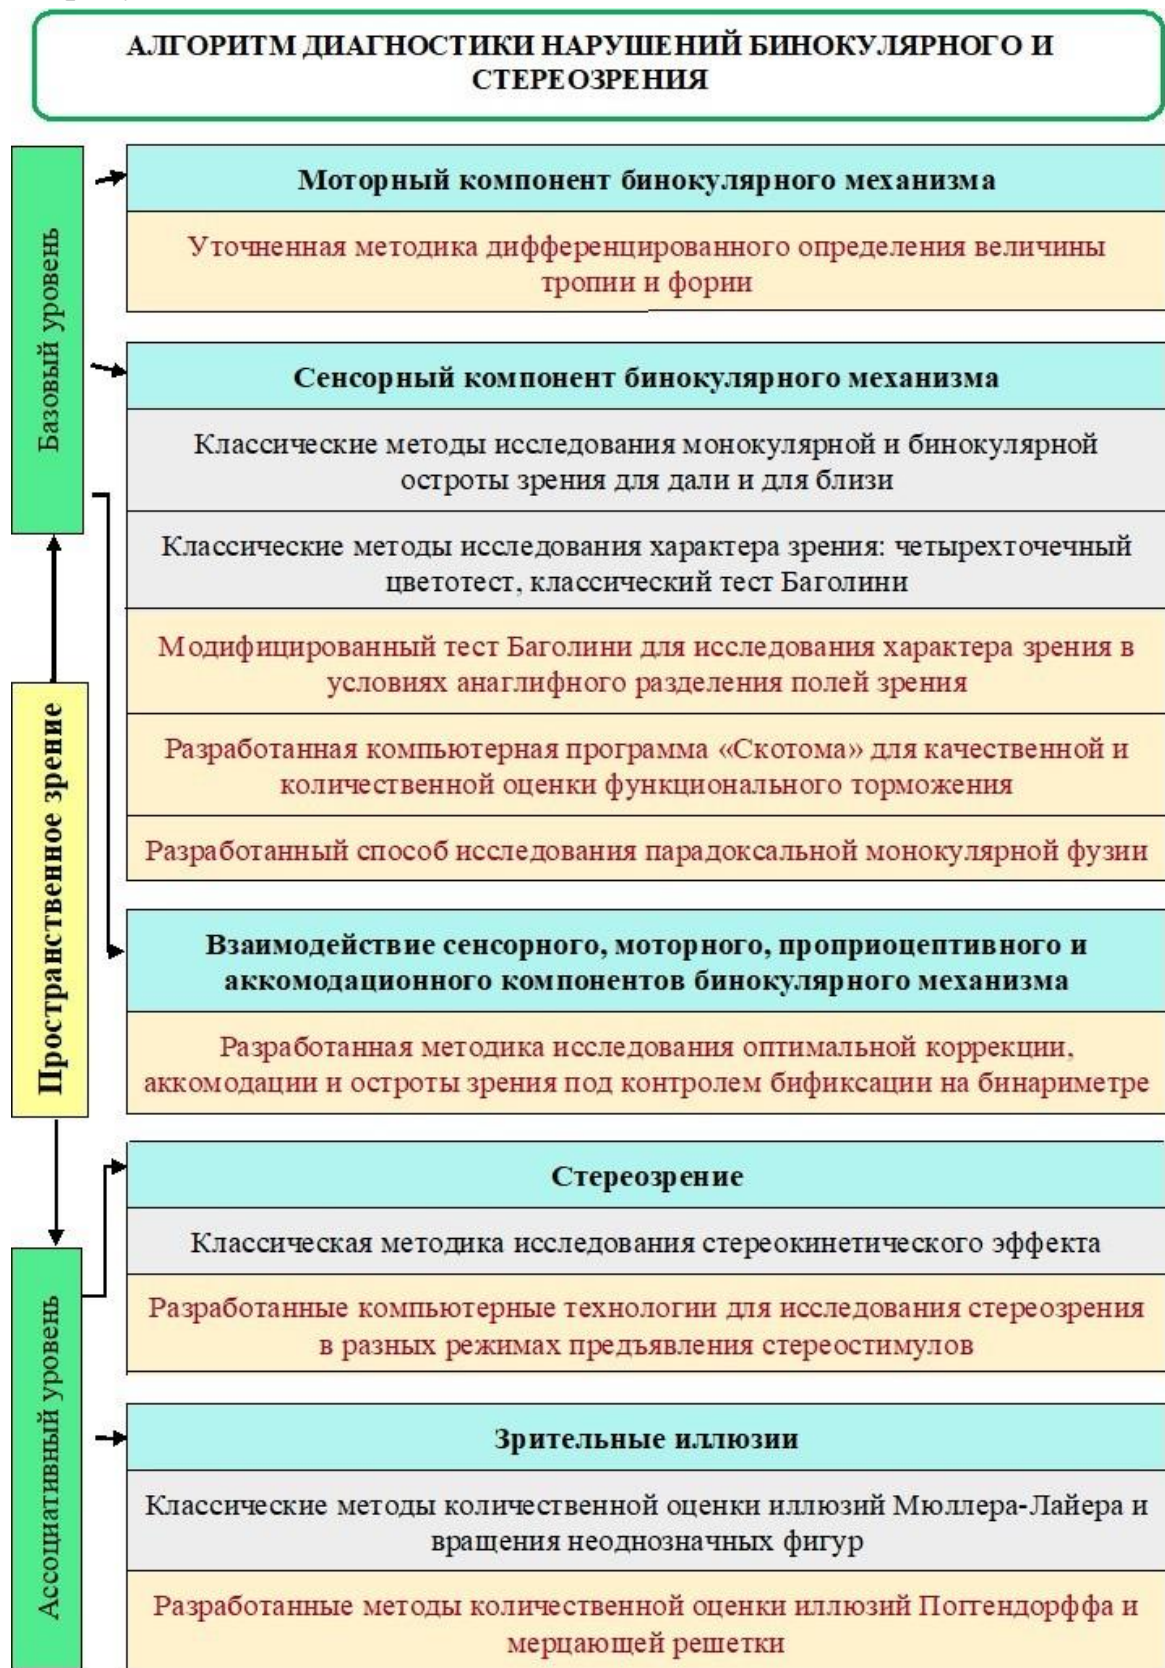 АЛГОРИТМ ДИАГНОСТИКИ НАРУШЕНИЙ БИНОКУЛЯРНОГО И
СТЕРЕОЗРЕНИЯ
Пространственное зрение
Базовый уровень
Моторный компонент бинокулярного механизма
Уточненная методика дифференцированного определения величины
тропии и фории
Сенсорный компонент бинокулярного механизма
Классические методы исследования монокулярной и бинокулярной
остроты зрения для дали и для близи
Классические методы исследования характера зрения: четырехточечный
цветотест, классический тест Баголини
Модифицированный тест Баголини для исследования характера зрения в
условиях анаглифного разделения полей зрения
Разработанная компьютерная программа «Скотома» для качественной и
количественной оценки функционального торможения
Разработанный способ исследования парадоксальной монокулярной фузии
Взаимодействие сенсорного, моторного, проприоцептивного и
аккомодационного компонентов бинокулярного механизма
Разработанная методика исследования оптимальной коррекции,
аккомодации и остроты зрения под контролем бификсации на бинариметре
Ассоциативный уровень
Стереозрение
Классическая методика исследования стереокинетического эффекта
Разработанные компьютерные технологии для исследования стереозрения
в разных режимах предъявления стереостимулов
Зрительные иллюзии
Классические методы количественной оценки иллюзий Мюллера-Лайера и
вращения неоднозначных фигур
Разработанные методы количественной оценки иллюзий Поггендорффа и
мерцающей решетки